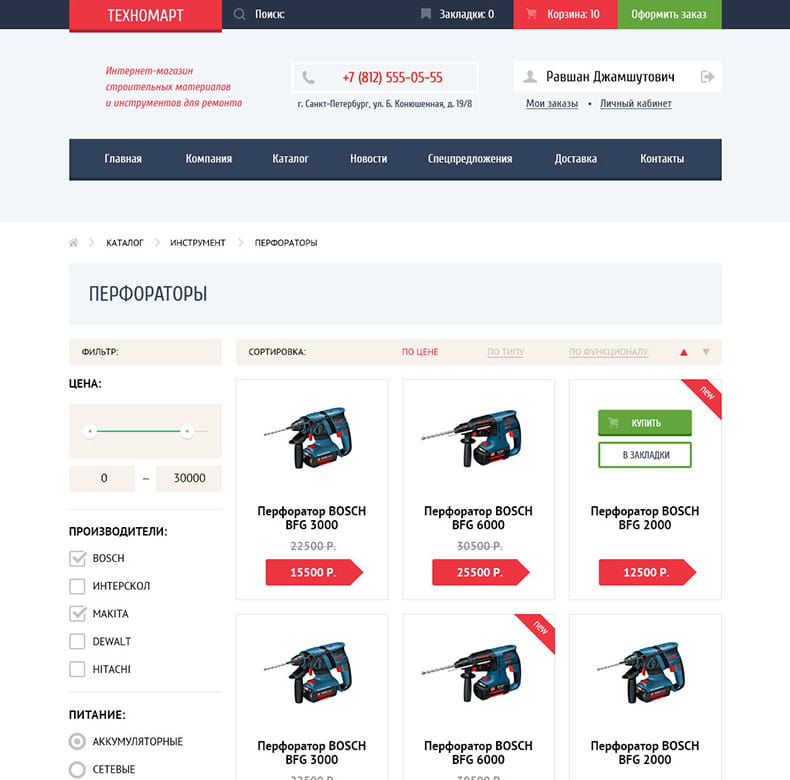 ТЕХНОМАРТ
Поиск:
Закладки: 0
Корзина: 10
Оформить заказ
Интернет-магазин
строительных материалов
и инструментов для ремонта
+7 (812) 555-05-55
г. Санкт-Петербург, ул. Б. Конюшенная, д. 19/8
Равшан Джамшутович
Мои заказы • Личный кабинет
Главная Компания Каталог Новости Спецпредложения Доставка Контакты
КАТАЛОГ ИНСТРУМЕНТ ПЕРФОРАТОРЫ
ПЕРФОРАТОРЫ
ФИЛЬТР:
ЦЕНА:
0 – 30000
ПРОИЗВОДИТЕЛИ:
BOSCH
ИНТЕРСКОЛ
MAKITA
DEWALT
HITACHI
ПИТАНИЕ:
АККУМУЛЯТОРНЫЕ
СЕТЕВЫЕ
СОРТИРОВКА: ПО ЦЕНЕ ПО ТИПУ ПО ФУНКЦИОНАЛУ
Перфоратор BOSCH
BFG 3000
22500 Р.
15500 Р.
Перфоратор BOSCH
BFG 6000
30500 Р.
25500 Р.
new
КУПИТЬ
В ЗАКЛАДКИ
Перфоратор BOSCH
BFG 2000
12500 Р.
Перфоратор BOSCH
BFG 3000
22500 Р.
new
Перфоратор BOSCH
BFG 6000
30500 Р.
Перфоратор BOSCH
BFG 2000